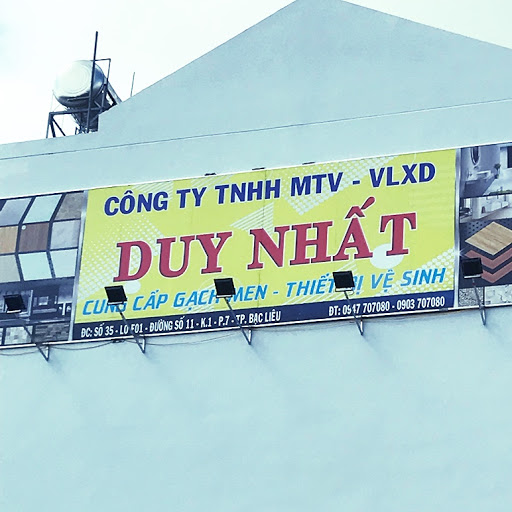 CÔNG TY TNHH MTV - VLXD
DUY NHẤT
CUNG CẤP GẠCH MEN - THIẾT BỊ VỆ SINH
ĐC: SỐ 35 - LÔ F01 - ĐƯỜNG SỐ 11 - K.1 - P.7 - TP. BẠC LIÊU
ĐT: 0947 707080 - 0903 707080